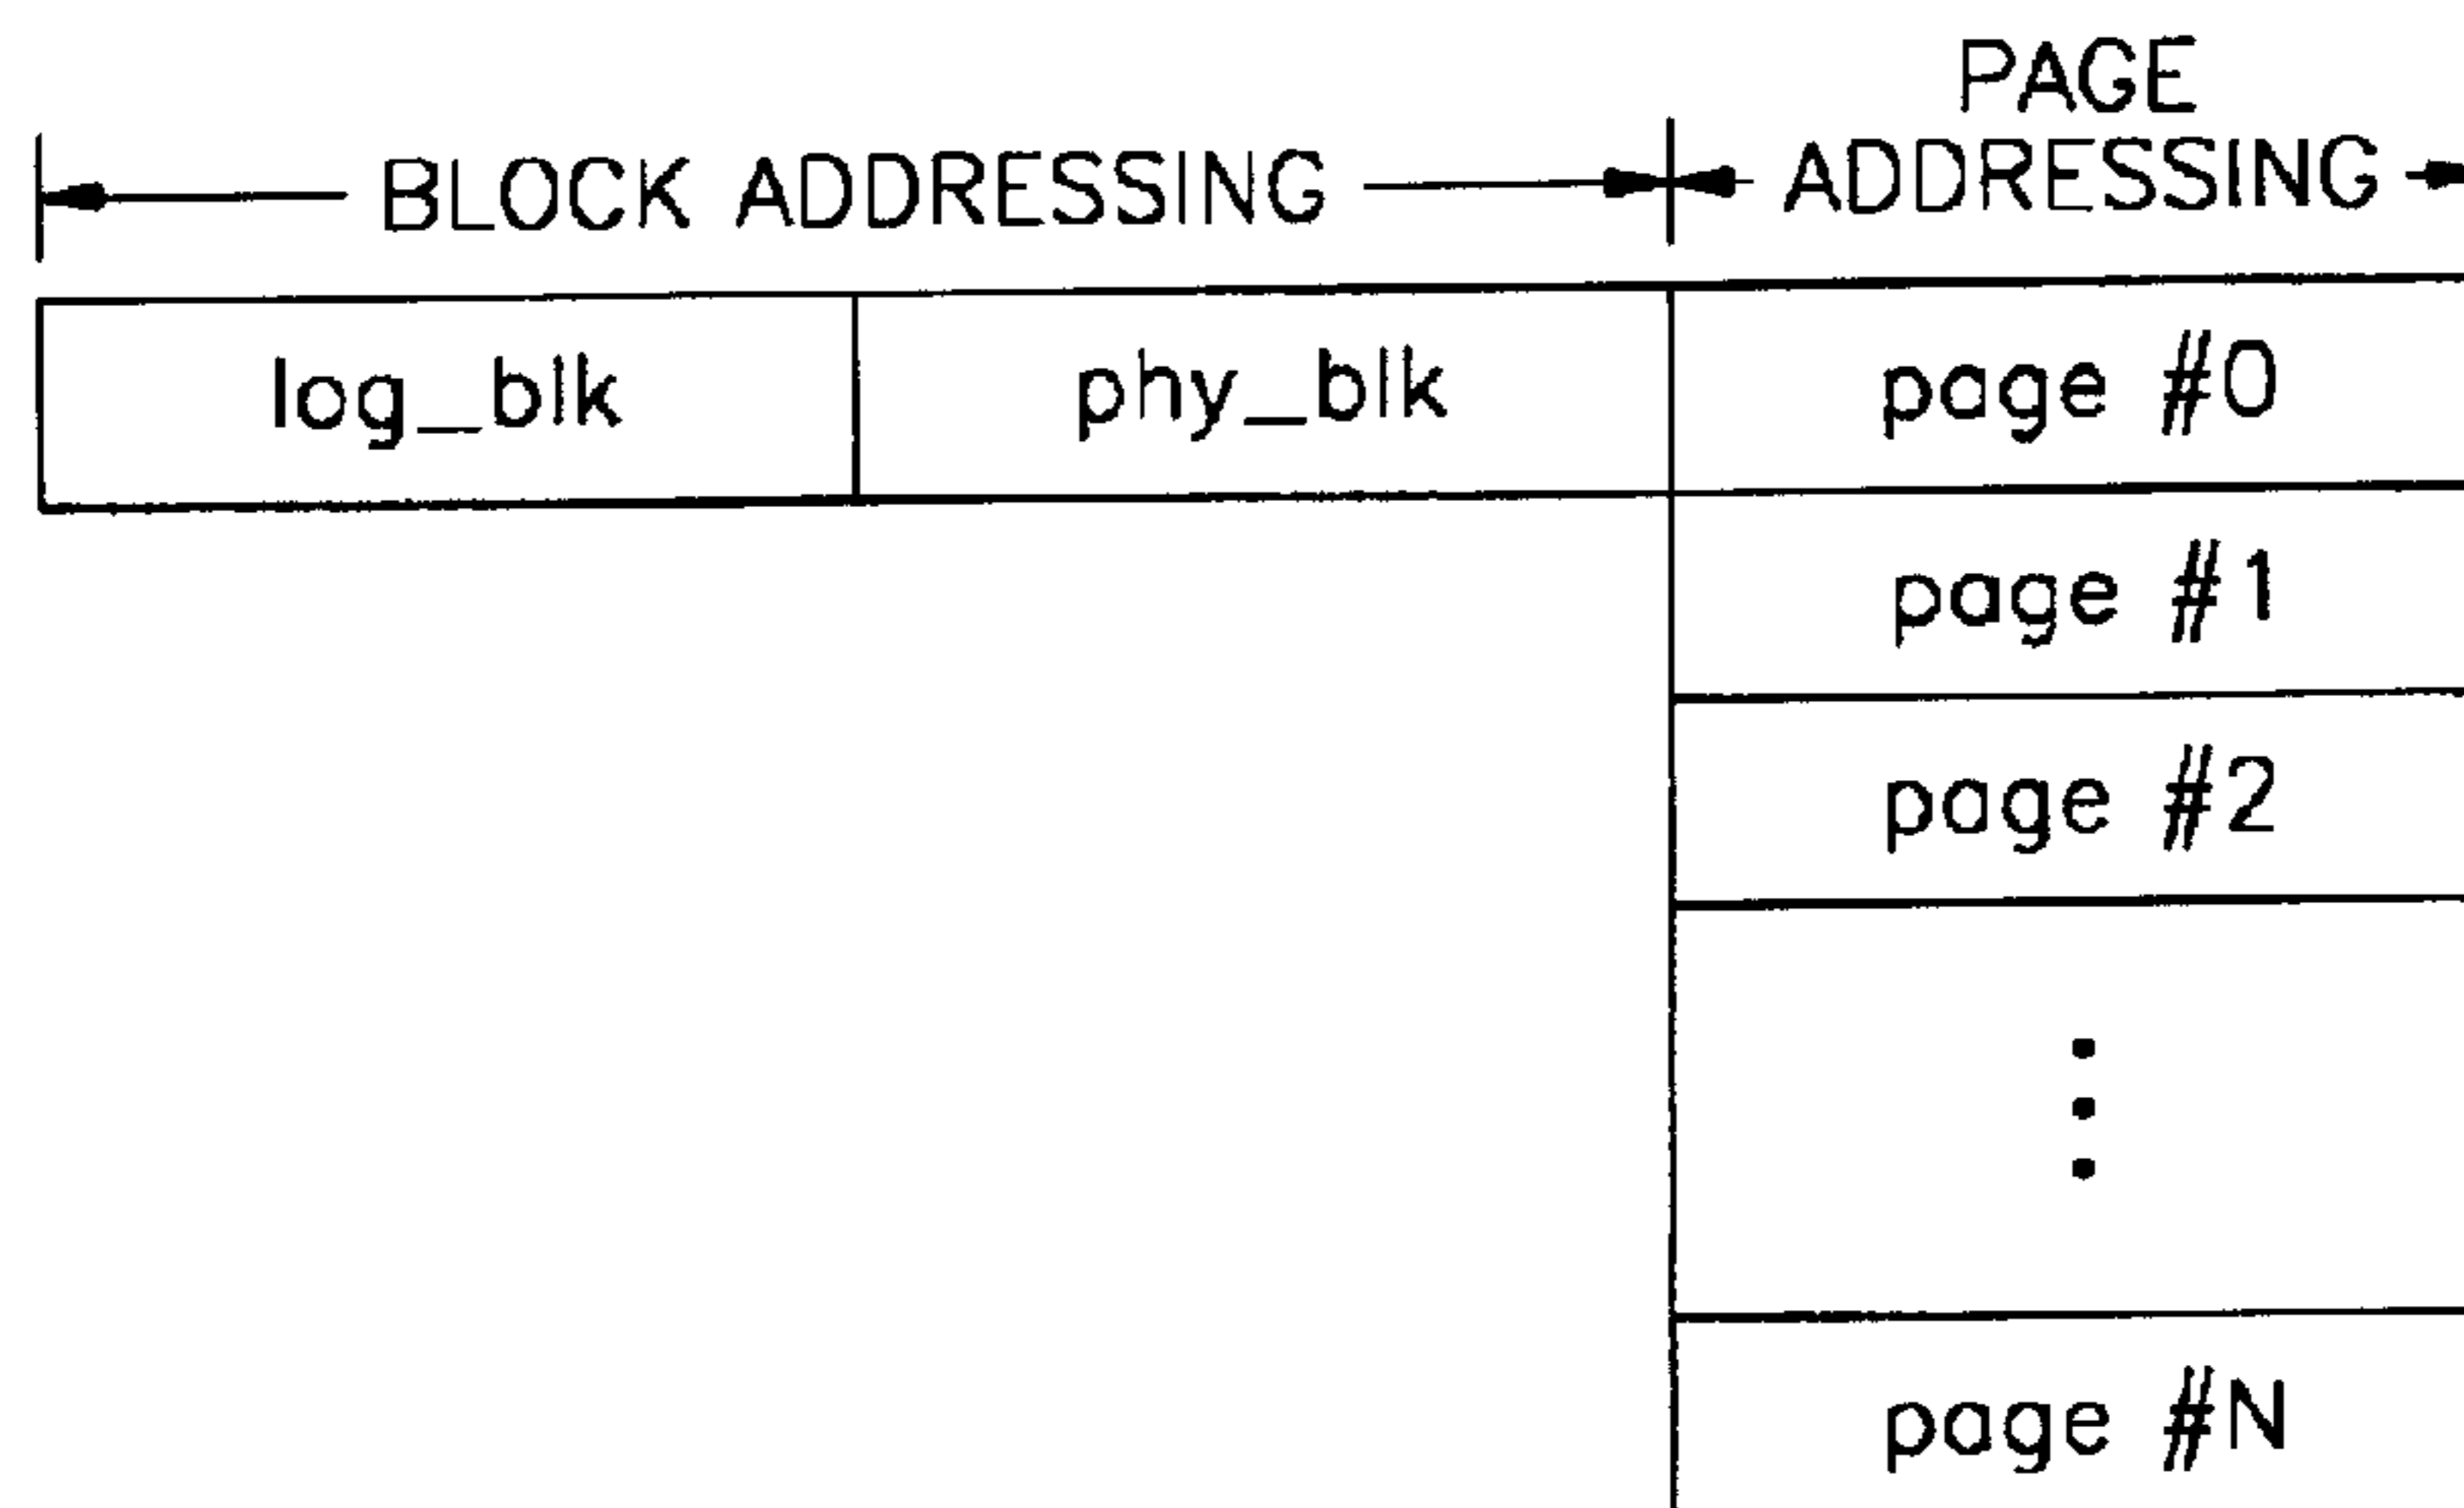 PAGE
BLOCK ADDRESSING ADDRESSING
log_blk phy_blk page #0
page #1
page #2
page #N